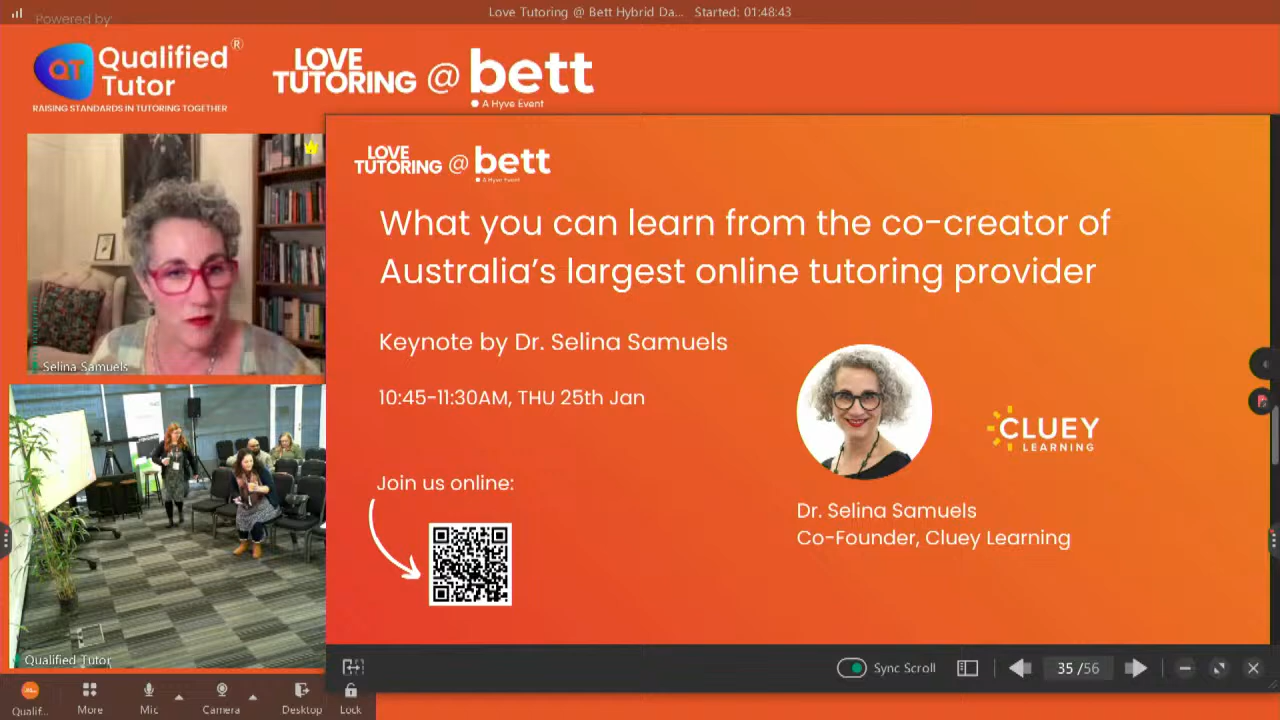 Love Tutoring @ Bett Hybrid Da... Started: 01:48:43
Powered by
QT Qualified Tutor ®
RAISING STANDARDS IN TUTORING TOGETHER
LOVE TUTORING @ bett
A Hyve Event
LOVE TUTORING @ bett
A Hyve Event
What you can learn from the co-creator of
Australia's largest online tutoring provider
Keynote by Dr. Selina Samuels
10:45-11:30AM, THU 25th Jan
Selina Samuels
CLUEY
LEARNING
Join us online:
Dr. Selina Samuels
Co-Founder, Cluey Learning
Qualified Tutor
Sync Scroll
35 /56
Qualif...
More
Mic
Camera
Desktop
Lock